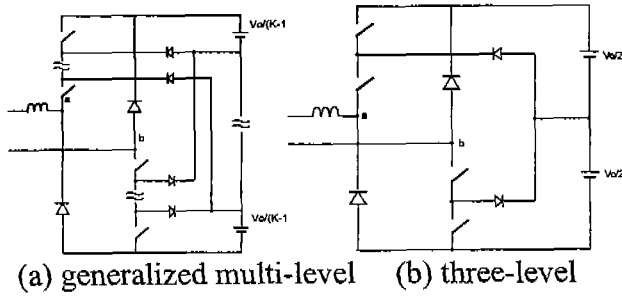 Vo/(K-1
a
b
Vo/(K-1
(a) generalized multi-level
Vo/2
a
b
Vo/2
(b) three-level